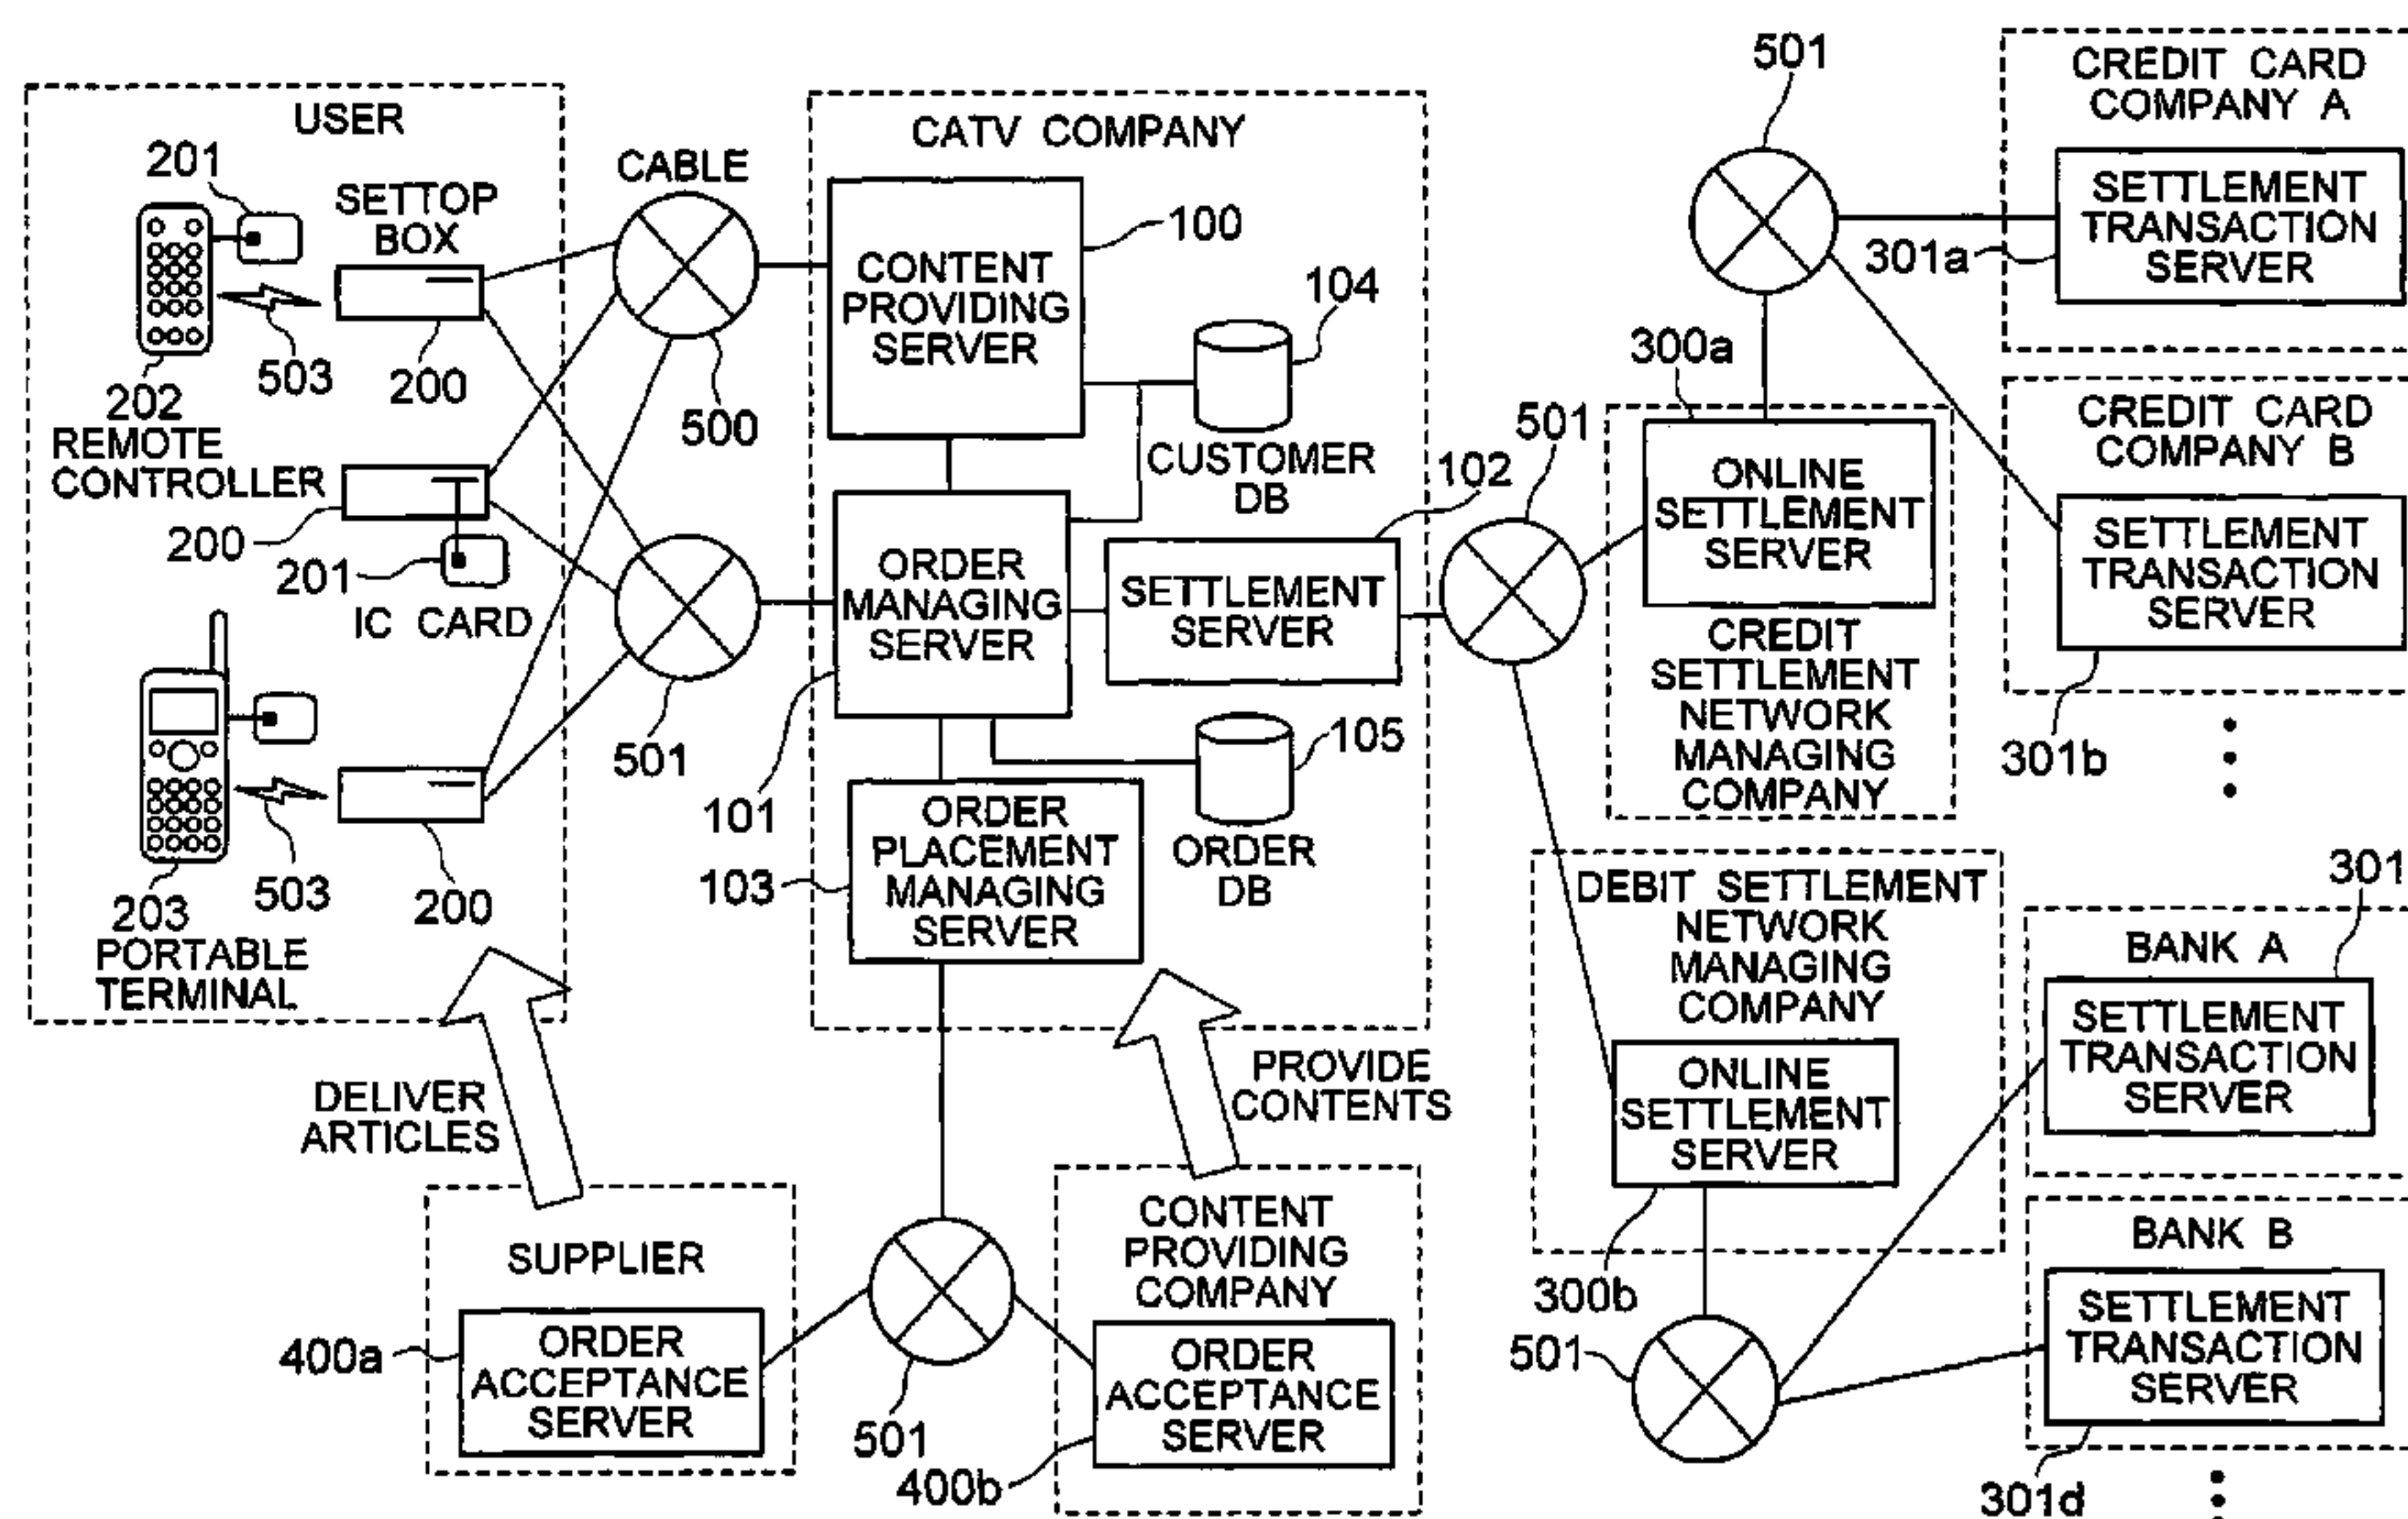 USER
201
SETTOP
BOX
202
503
200
REMOTE
CONTROLLER
200
201
IC CARD
203
503
200
PORTABLE
TERMINAL
CABLE
500
501
CATV COMPANY
CONTENT
PROVIDING
SERVER
100
104
CUSTOMER
DB
ORDER
MANAGING
SERVER
101
SETTLEMENT
SERVER
102
105
ORDER
DB
ORDER
PLACEMENT
MANAGING
SERVER
103
DELIVER
ARTICLES
PROVIDE
CONTENTS
SUPPLIER
400a
ORDER
ACCEPTANCE
SERVER
501
CONTENT
PROVIDING
COMPANY
ORDER
ACCEPTANCE
SERVER
400b
501
501
300a
ONLINE
SETTLEMENT
SERVER
CREDIT
SETTLEMENT
NETWORK
MANAGING
COMPANY
CREDIT CARD
COMPANY A
SETTLEMENT
TRANSACTION
SERVER
301a
CREDIT CARD
COMPANY B
SETTLEMENT
TRANSACTION
SERVER
301b
DEBIT SETTLEMENT
NETWORK
MANAGING
COMPANY
ONLINE
SETTLEMENT
SERVER
300b
501
301
BANK A
SETTLEMENT
TRANSACTION
SERVER
BANK B
SETTLEMENT
TRANSACTION
SERVER
301d